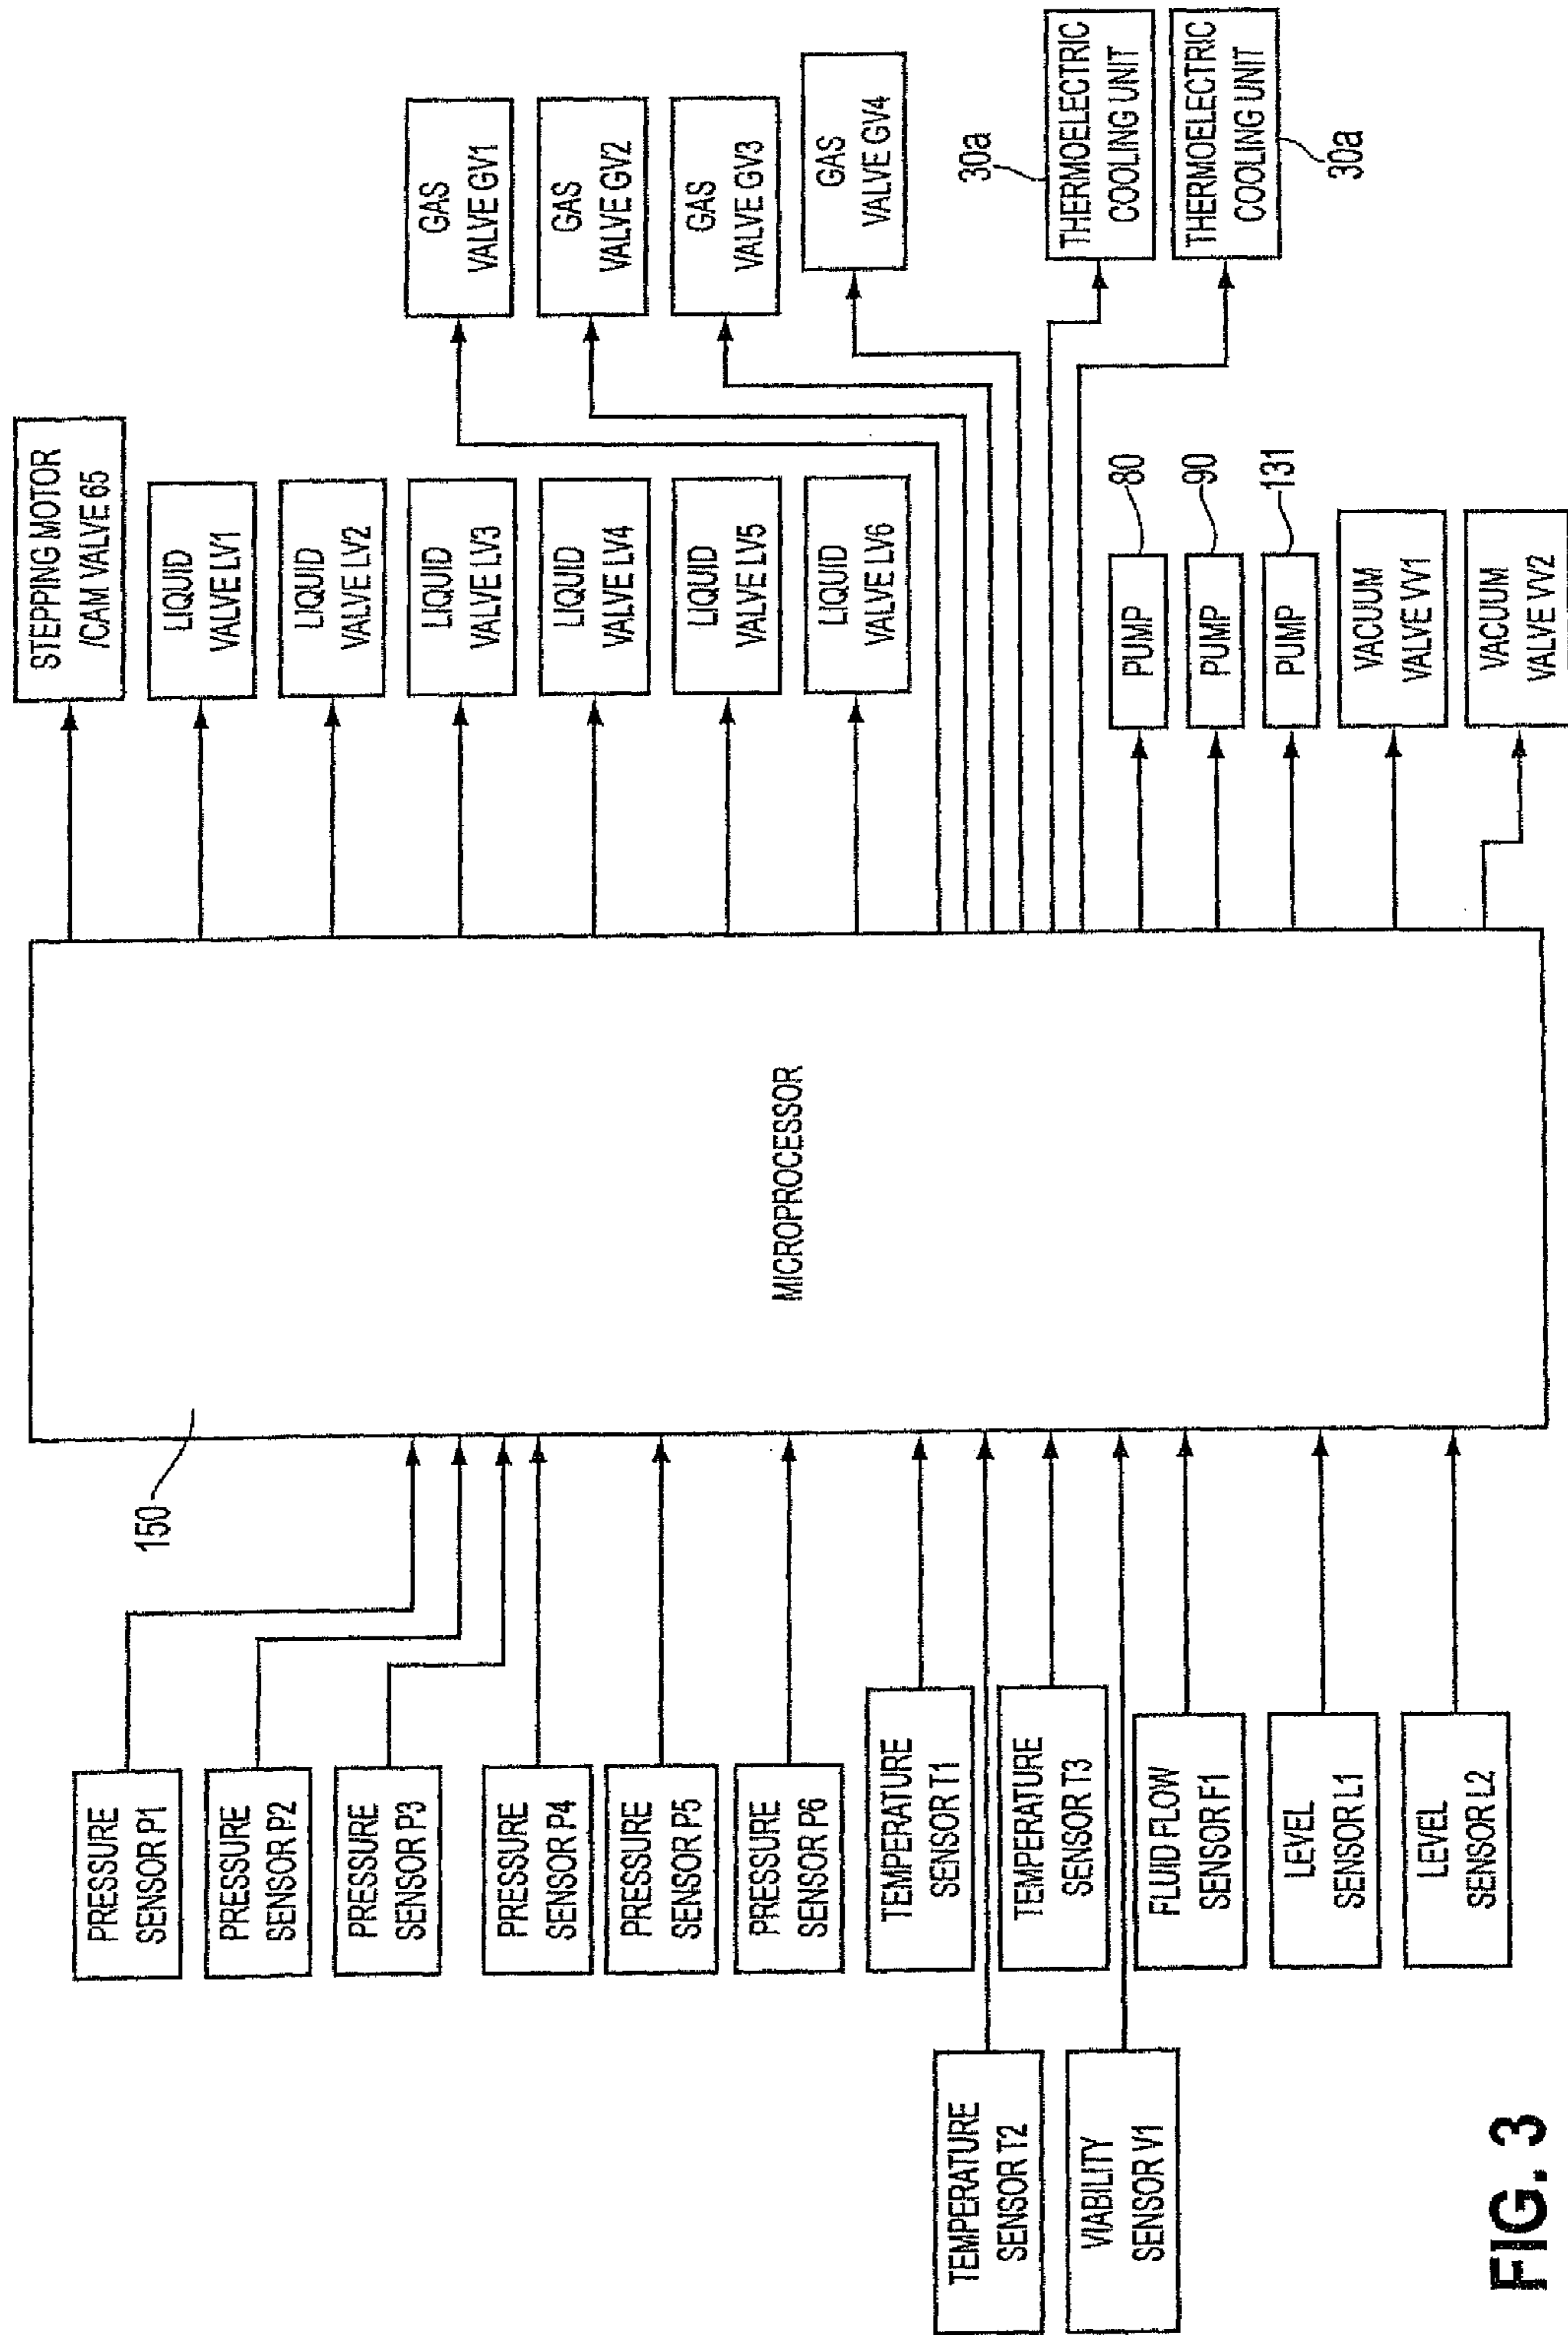 PRESSURE
SENSOR P1
PRESSURE
SENSOR P2
PRESSURE
SENSOR P3
PRESSURE
SENSOR P4
PRESSURE
SENSOR P5
PRESSURE
SENSOR P6
TEMPERATURE
SENSOR T1
TEMPERATURE
SENSOR T2
TEMPERATURE
SENSOR T3
VIABILITY
SENSOR V1
FLUID FLOW
SENSOR F1
LEVEL
SENSOR L1
LEVEL
SENSOR L2
150
MICROPROCESSOR
STEPPING MOTOR
/CAM VALVE 65
LIQUID
VALVE LV1
LIQUID
VALVE LV2
LIQUID
VALVE LV3
LIQUID
VALVE LV4
LIQUID
VALVE LV5
LIQUID
VALVE LV6
GAS
VALVE GV1
GAS
VALVE GV2
GAS
VALVE GV3
GAS
VALVE GV4
30a
THERMOELECTRIC
COOLING UNIT
THERMOELECTRIC
COOLING UNIT
30a
PUMP
80
PUMP
90
PUMP
131
VACUUM
VALVE VV1
VACUUM
VALVE VV2
FIG. 3